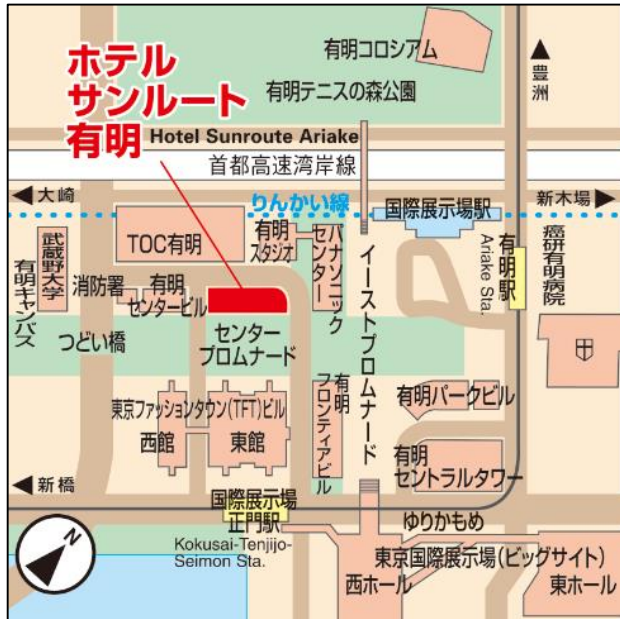 有明コロシアム
有明テニスの森公園
豊洲
ホテル
サンルート
有明
Hotel Sunroute Ariake
首都高速湾岸線
大崎
りんかい線
国際展示場駅
新木場
TOC有明
有明
スタジオ
パナソニック
センター
イーストプロムナード
有明駅
Ariake Sta.
癌研有明病院
武蔵野大学
有明キャンパス
消防署
有明
センタービル
つどい橋
センター
プロムナード
東京ファッションタウン(TFT)ビル
西館
東館
有明
フロンティアビル
有明パークビル
有明
セントラルタワー
新橋
国際展示場
正門駅
Kokusai-Tenjijo-
Seimon Sta.
ゆりかもめ
東京国際展示場(ビッグサイト)
西ホール
東ホール
N